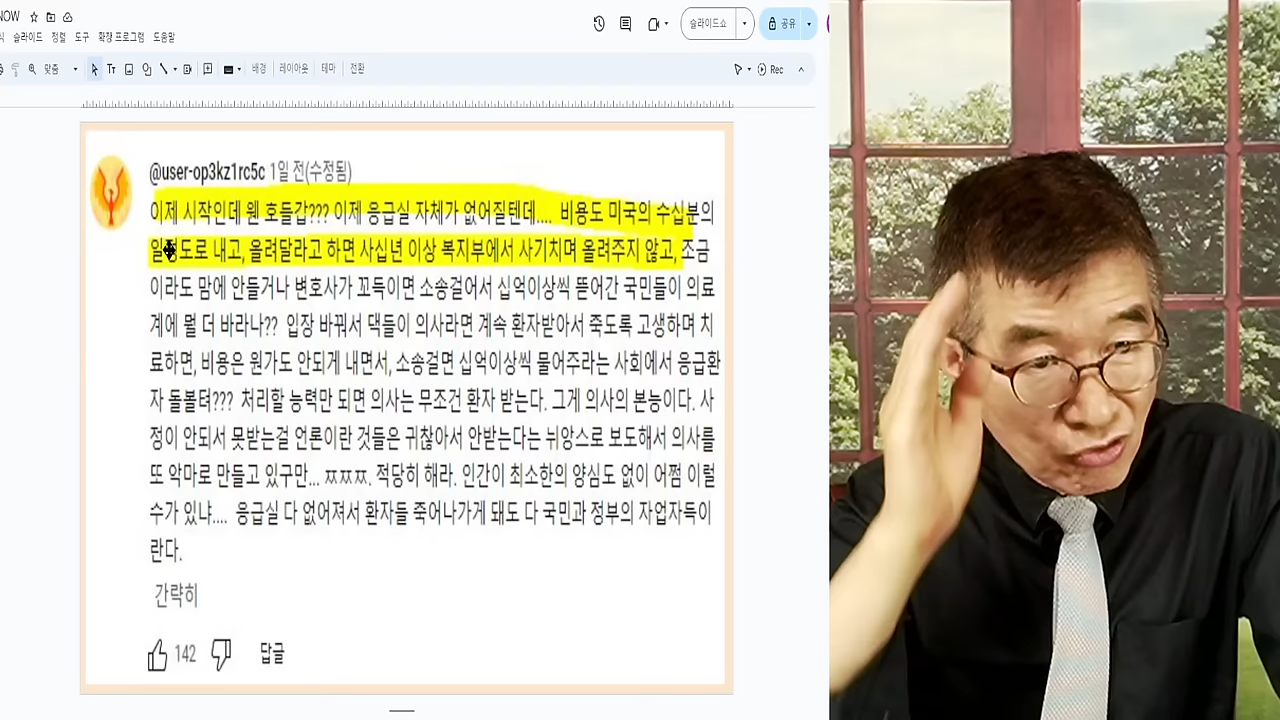 NOW
슬라이드 정렬 도구 확장 프로그램 도움말
슬라이드쇼
공유
맞춤
Tт
배경 레이아웃 테마 전환
Rec
@user-op3kz1rc5c 1일 전(수정됨)
이제 시작인데 웬 호들갑??? 이제 응급실 자체가 없어질텐데.... 비용도 미국의 수십분의
도로 내고, 올려달라고 하면 사십년 이상 복지부에서 사기치며 올려주지 않고, 조금
이라도 맘에 안들거나 변호사가 꼬득이면 소송걸어서 십억이상씩 뜯어간 국민들이 의료
계에 뭘 더 바라나?? 입장 바꿔서 댁들이 의사라면 계속 환자받아서 죽도록 고생하며 치
료하면, 비용은 원가도 안되게 내면서, 소송걸면 십억이상씩 물어주라는 사회에서 응급환
자 돌볼텨??? 처리할 능력만 되면 의사는 무조건 환자 받는다. 그게 의사의 본능이다. 사
정이 안되서 못받는걸 언론이란 것들은 귀찮아서 안받는다는 뉘앙스로 보도해서 의사를
또 악마로 만들고 있구만... ㅉㅉㅉ. 적당히 해라. 인간이 최소한의 양심도 없이 어쩜 이럴
수가 있냐.... 응급실 다 없어져서 환자들 죽어나가게 돼도 다 국민과 정부의 자업자득이
란다.
간략히
142 답글